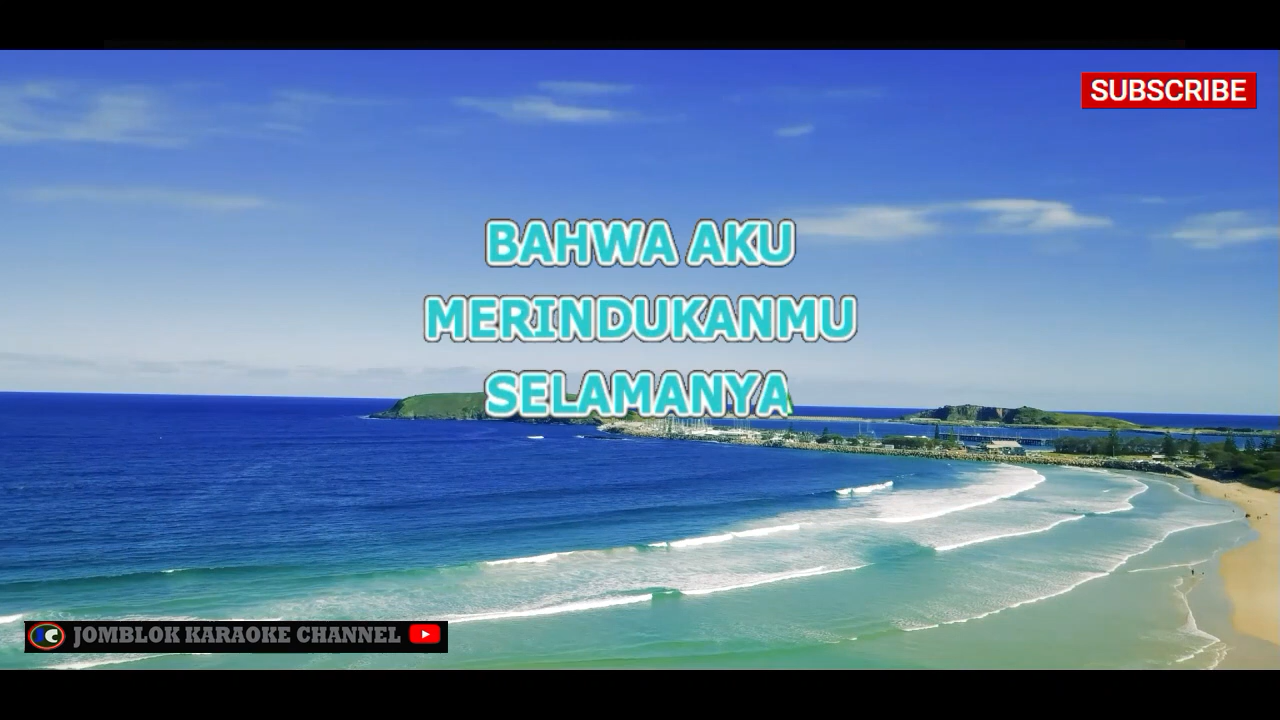 SUBSCRIBE
BAHWA AKU
MERINDUKANMU
SELAMANYA
JOMBLOK KARAOKE CHANNEL